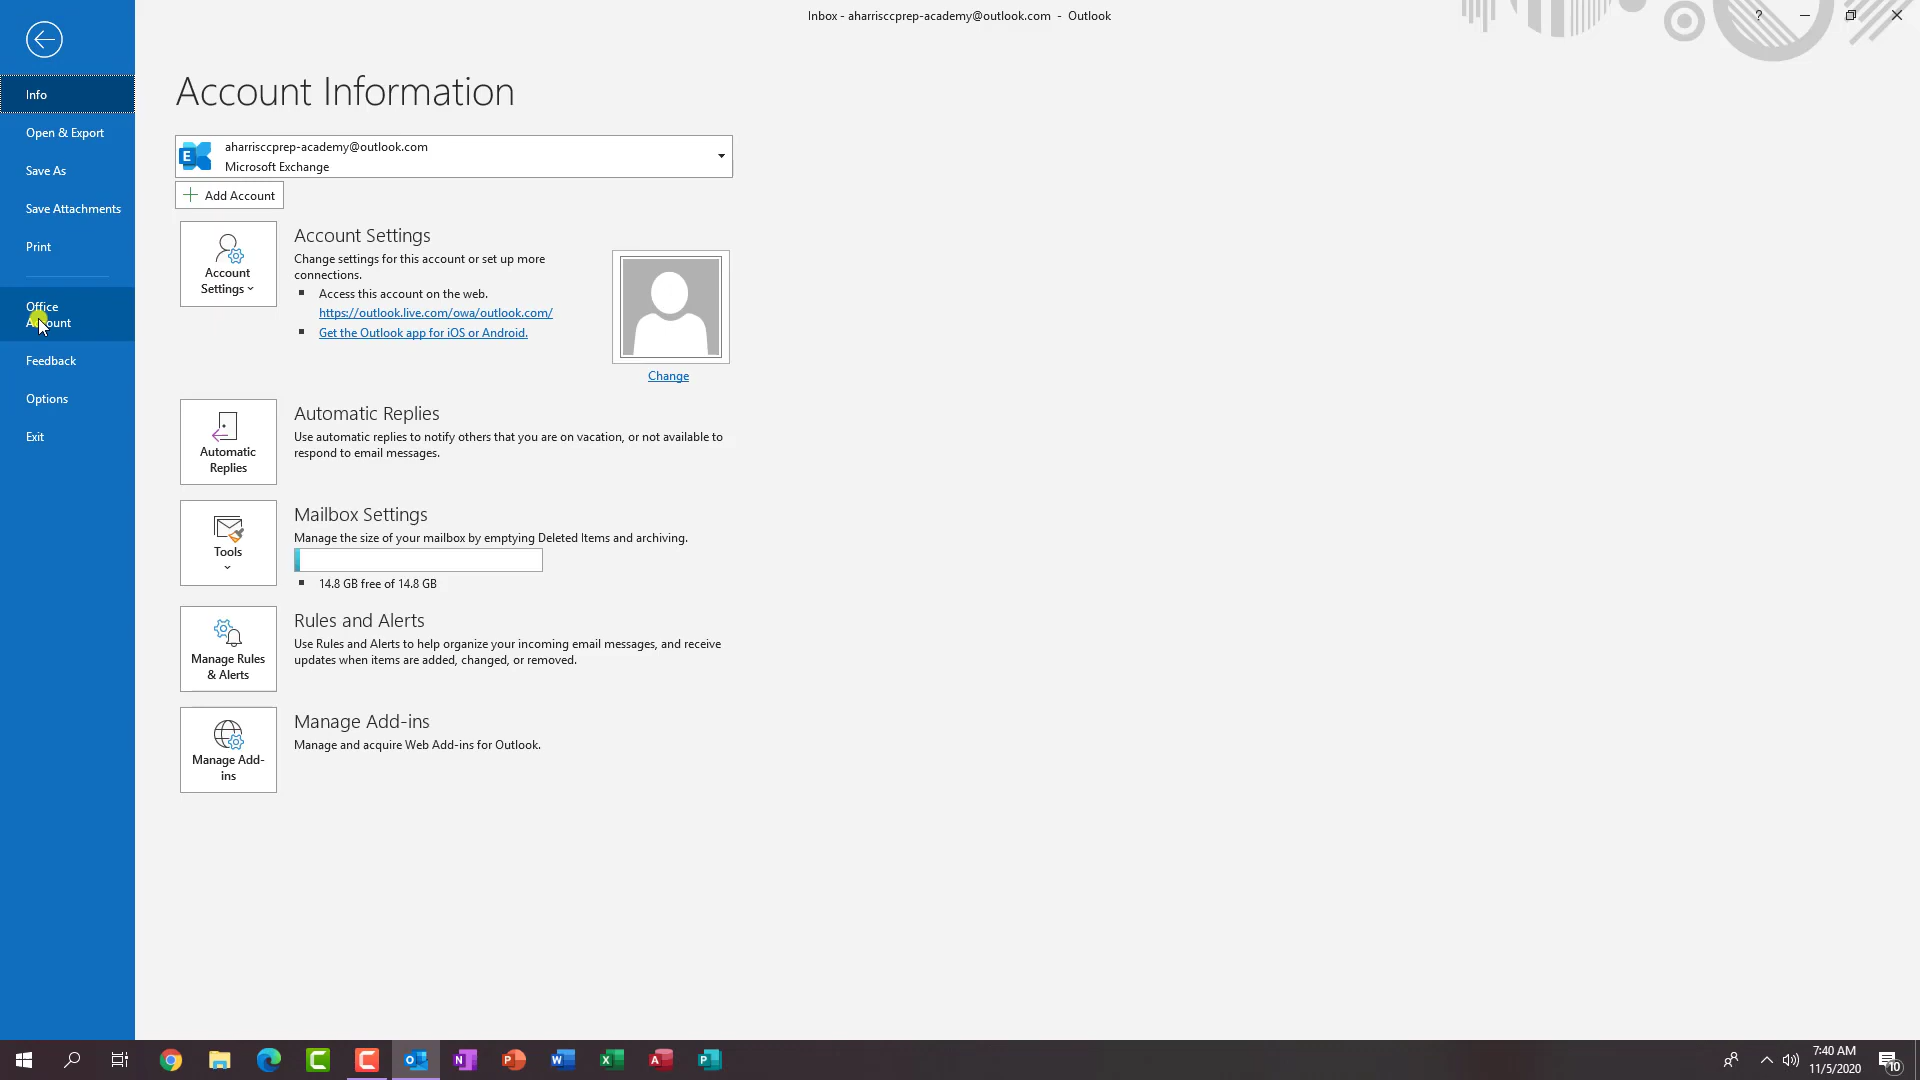 Inbox - aharrisccprep-academy@outlook.com - Outlook
?
Info
Open & Export
Save As
Save Attachments
Print
Office
Account
Feedback
Options
Exit
Account Information
E
aharrisccprep-academy@outlook.com
Microsoft Exchange
Add Account
Account
Settings
Account Settings
Change settings for this account or set up more
connections.
Access this account on the web.
https://outlook.live.com/owa/outlook.com/
Get the Outlook app for iOS or Android.
Change
Automatic
Replies
Automatic Replies
Use automatic replies to notify others that you are on vacation, or not available to
respond to email messages.
Tools
Mailbox Settings
Manage the size of your mailbox by emptying Deleted Items and archiving.
14.8 GB free of 14.8 GB
Manage Rules
& Alerts
Rules and Alerts
Use Rules and Alerts to help organize your incoming email messages, and receive
updates when items are added, changed, or removed.
Manage Add-
ins
Manage Add-ins
Manage and acquire Web Add-ins for Outlook.
C C O N P W X A P
7:40 AM
11/5/2020
10